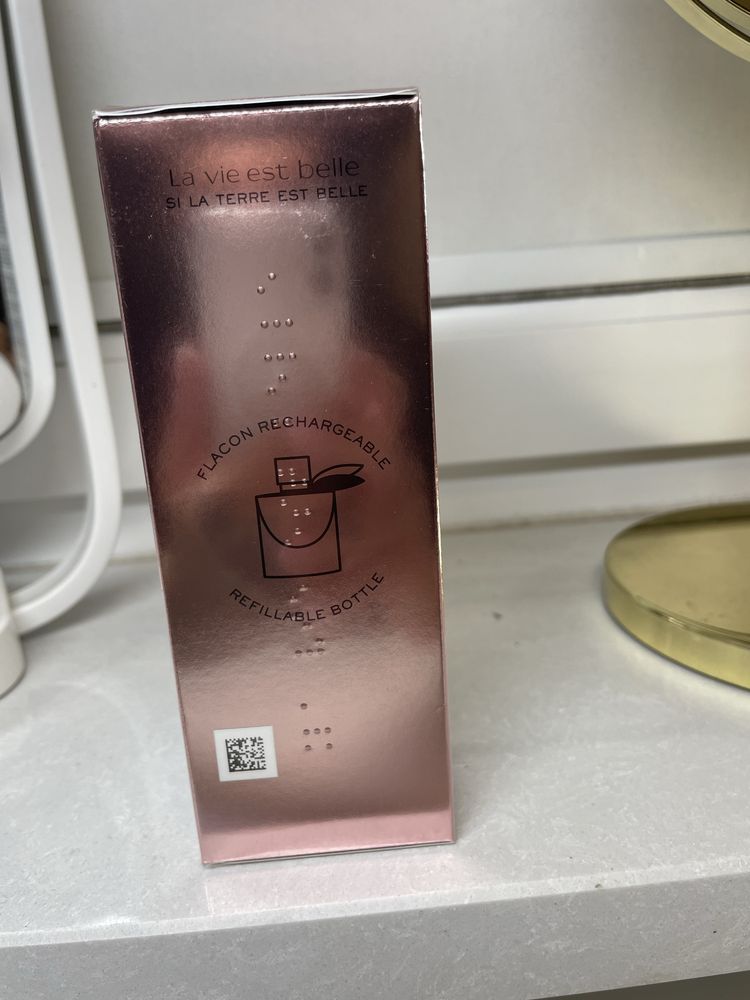 La vie est belle
SI LA TERRE EST BELLE
FLACON RECHARGEABLE
REFILLABLE BOTTLE